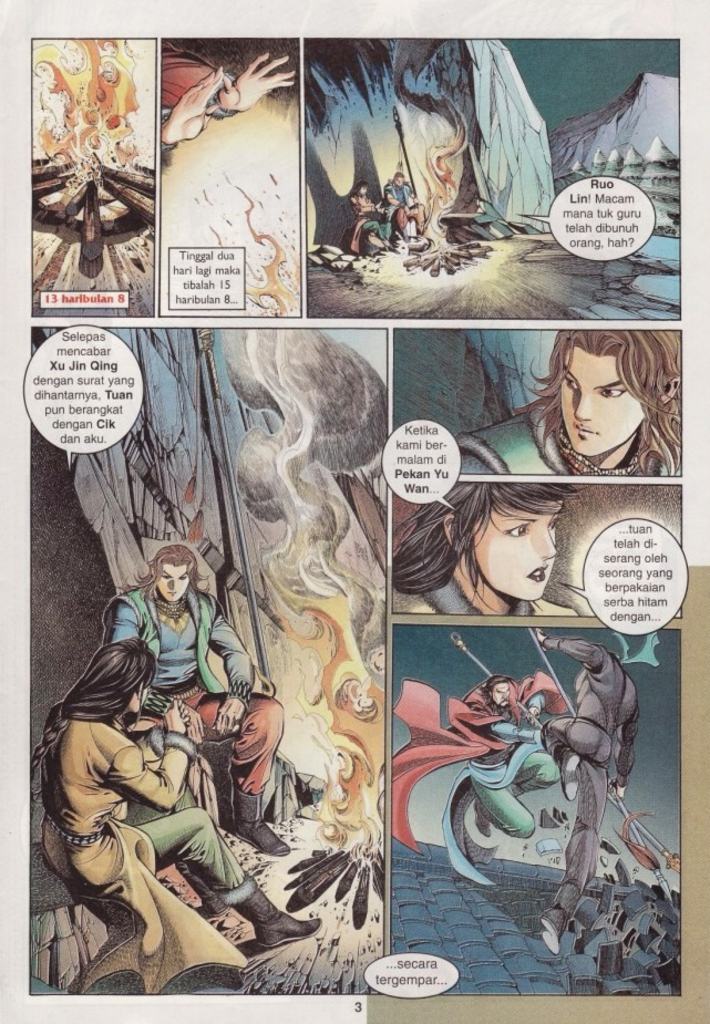 13 haribulan 8
Tinggal dua
hari lagi maka
tibalah 15
haribulan 8...
Ruo
Lin! Macam
mana tuk guru
telah dibunuh
orang, hah?
Selepas
mencabar
Xu Jin Qing
dengan surat yang
dihantarnya, Tuan
pun berangkat
dengan Cik
dan aku.
Ketika
kami ber-
malam di
Pekan Yu
Wan...
...tuan
telah di-
serang oleh
seorang yang
berpakaian
serba hitam
dengan...
...secara
tergempar...
3